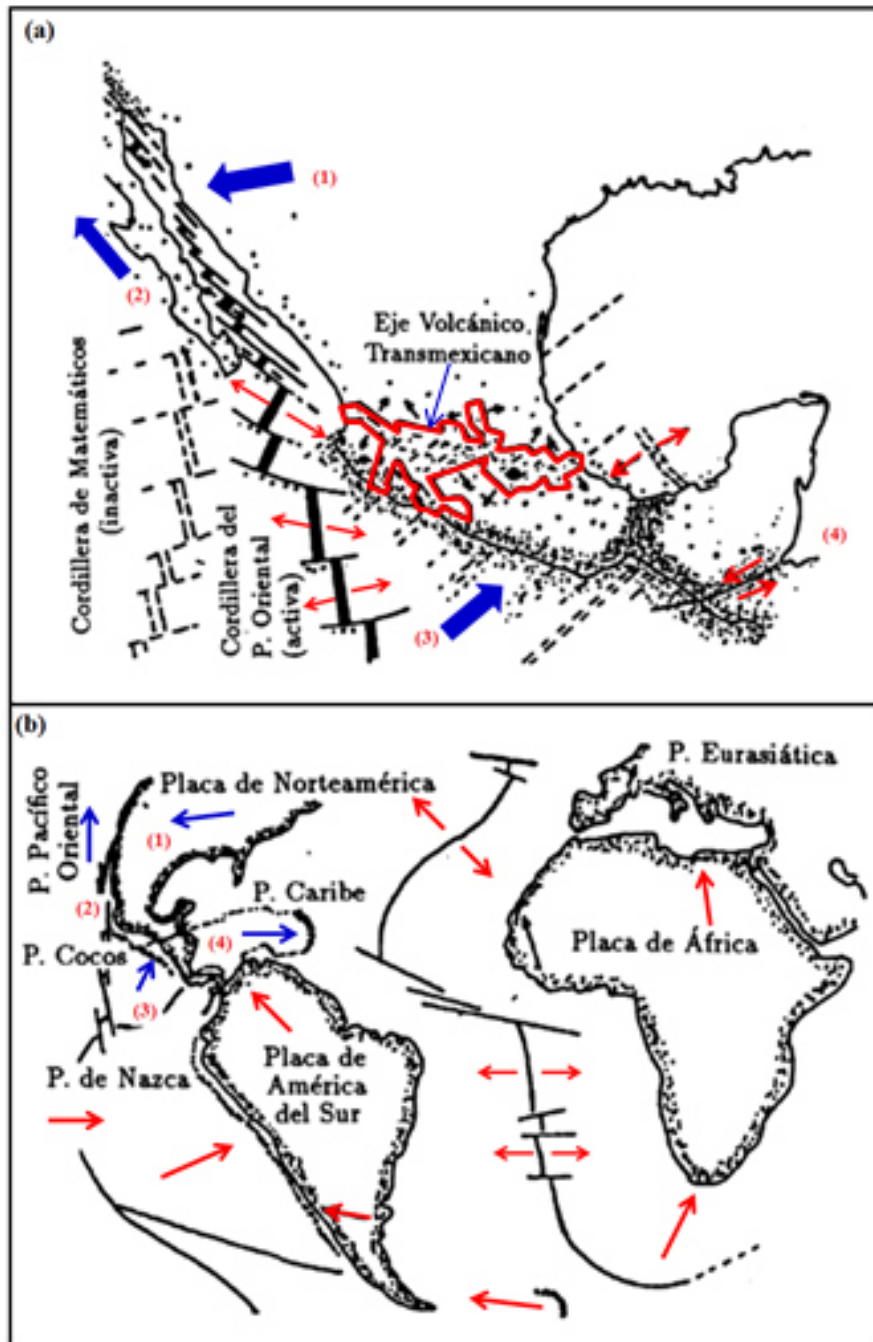 (a)
(1)
(2)
Eje Volcánico
Transmexicano
Cordillera de Matemáticos
(inactiva)
Cordillera del
P. Oriental
(activa)
(3)
(4)
(b)
P. Eurasiática
Placa de Norteamérica
P. Pacífico
Oriental
(1)
(2)
P. Caribe
(4)
P. Cocos
(3)
Placa de África
P. de Nazca
Placa de
América
del Sur